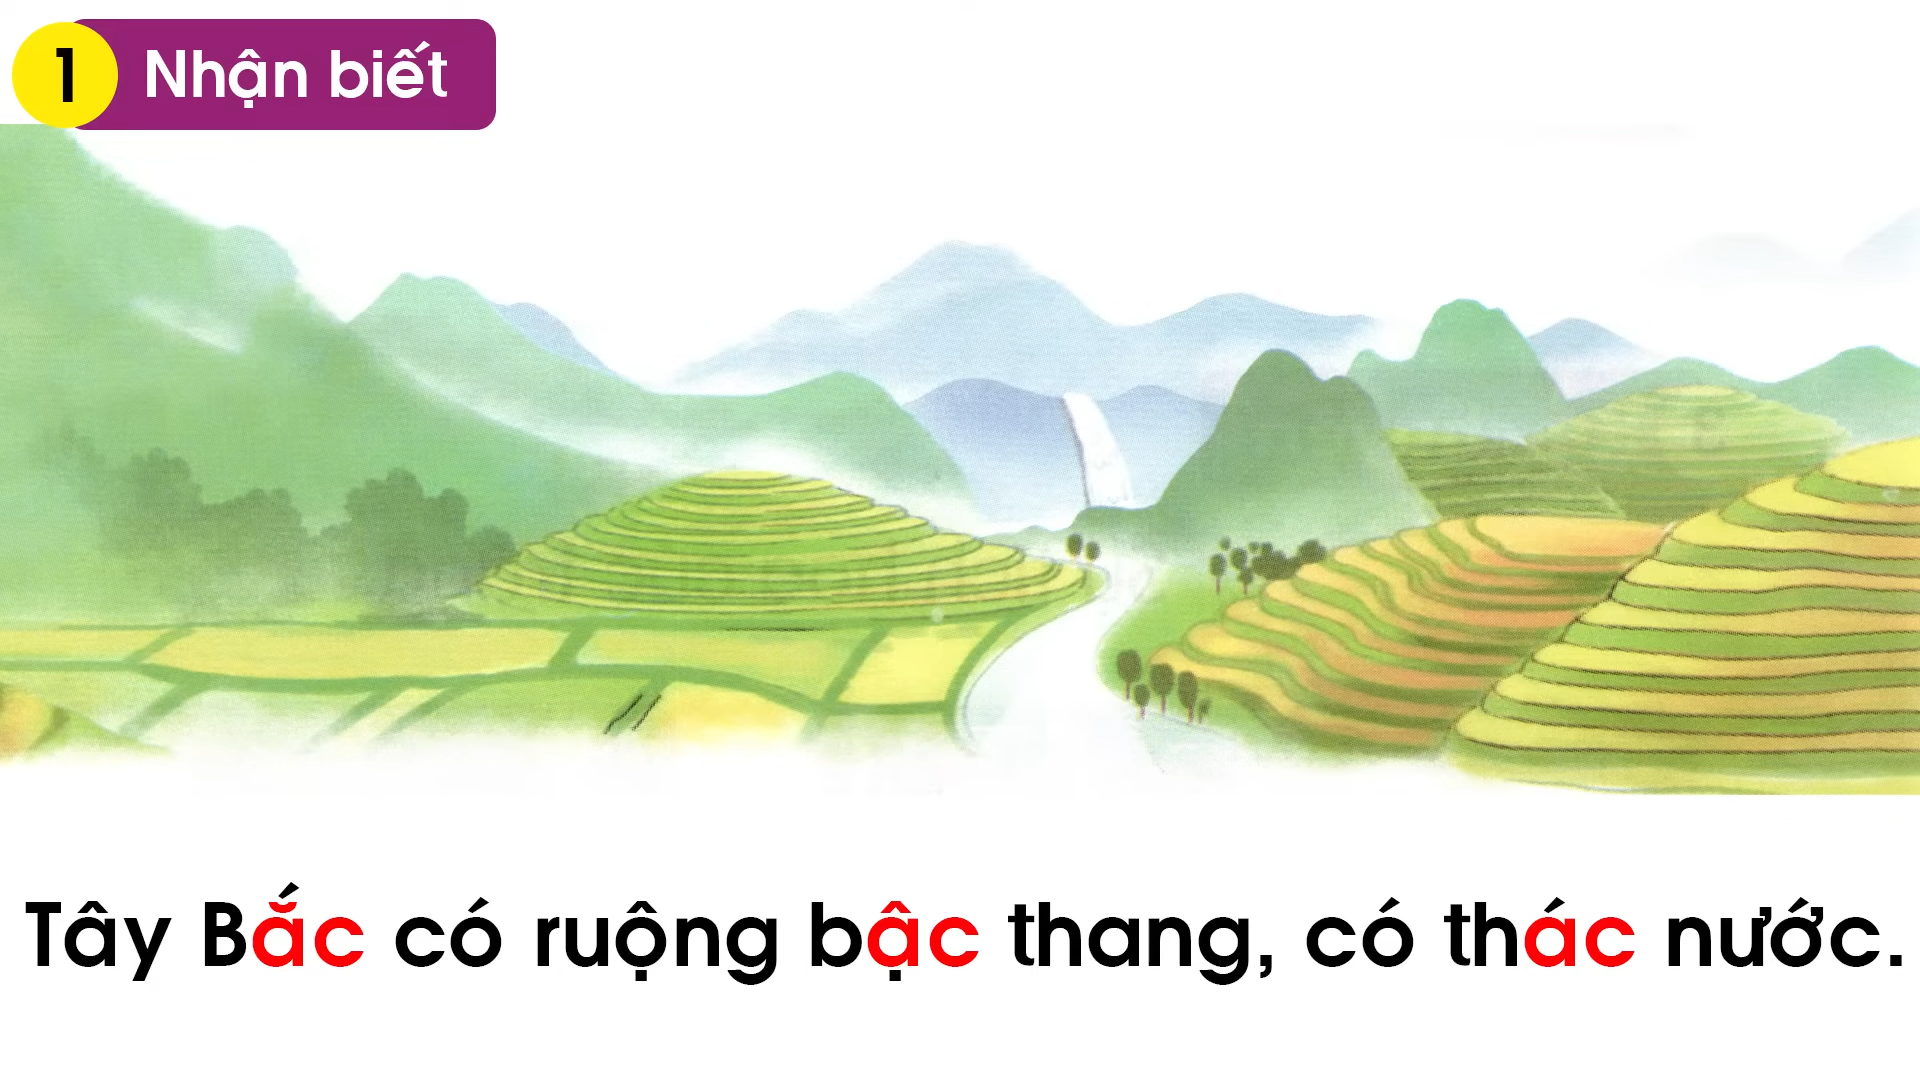 1 Nhận biết
Tây Bắc có ruộng bậc thang, có thác nước.